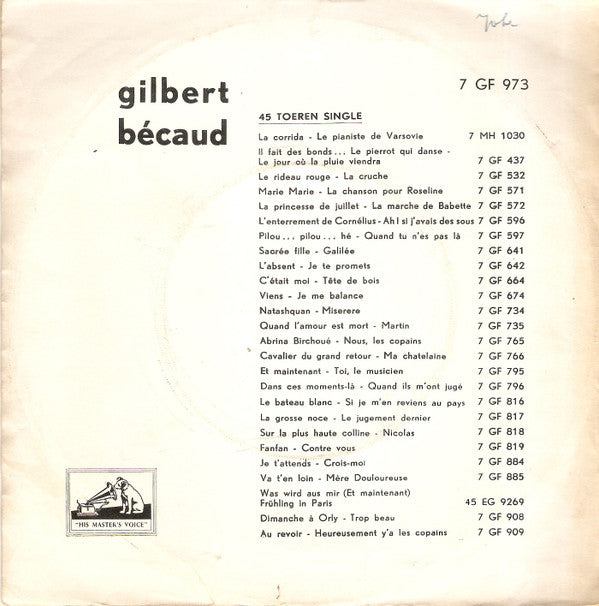 7 GF 973
gilbert
bécaud
45 TOEREN SINGLE
La corrida - Le pianiste de Varsovie 7 MH 1030
Il fait des bonds... Le pierrot qui danse -
Le jour où la pluie viendra 7 GF 437
Le rideau rouge - La cruche 7 GF 532
Marie Marie - La chanson pour Roseline 7 GF 571
La princesse de juillet - La marche de Babette 7 GF 572
L'enterrement de Cornélius - Ah ! si j'avais des sous 7 GF 596
Pilou... pilou... hé - Quand tu n'es pas là 7 GF 597
Sacrée fille - Galilée 7 GF 641
L'absent - Je te promets 7 GF 642
C'était moi - Tête de bois 7 GF 664
Viens - Je me balance 7 GF 674
Natashquan - Miserere 7 GF 734
Quand l'amour est mort - Martin 7 GF 735
Abrina Birchoué - Nous, les copains 7 GF 765
Cavalier du grand retour - Ma chatelaine 7 GF 766
Et maintenant - Toi, le musicien 7 GF 795
Dans ces moments-là - Quand ils m'ont jugé 7 GF 796
Le bateau blanc - Si je m'en reviens au pays 7 GF 816
La grosse noce - Le jugement dernier 7 GF 817
Sur la plus haute colline - Nicolas 7 GF 818
Fanfan - Contre vous 7 GF 819
Je t'attends - Crois-moi 7 GF 884
Va t'en loin - Mère Douloureuse 7 GF 885
Was wird aus mir (Et maintenant)
Frühling in Paris 45 EG 9269
Dimanche à Orly - Trop beau 7 GF 908
Au revoir - Heureusement y'a les copains 7 GF 909
"HIS MASTER'S VOICE"